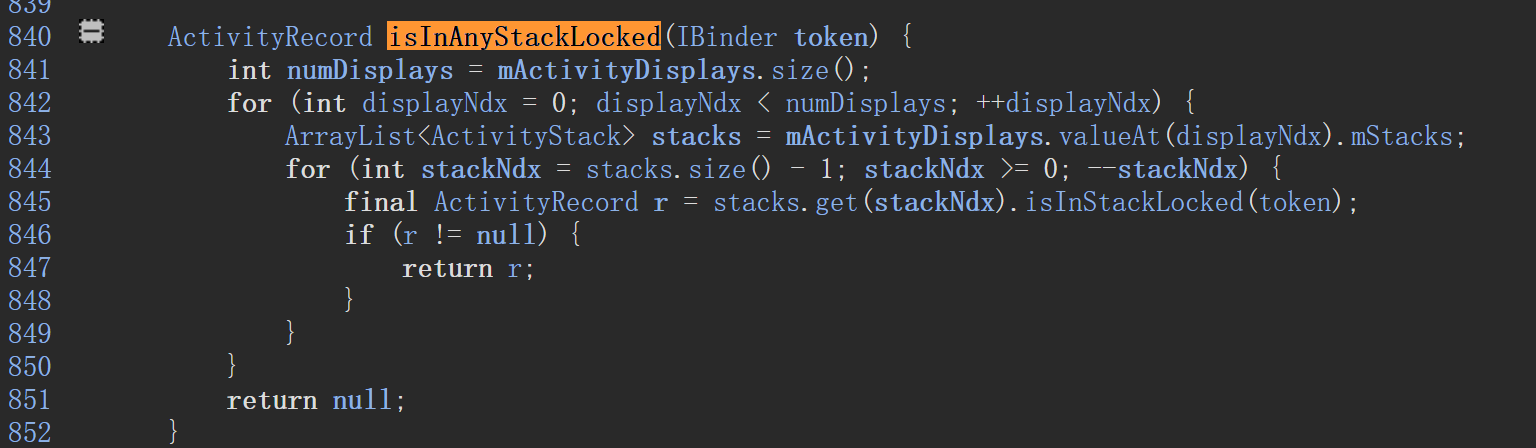 839
840 ActivityRecord isInAnyStackLocked(IBinder token) {
841 int numDisplays = mActivityDisplays.size();
842 for (int displayNdx = 0; displayNdx < numDisplays; ++displayNdx) {
843 ArrayList<ActivityStack> stacks = mActivityDisplays.valueAt(displayNdx).mStacks;
844 for (int stackNdx = stacks.size() - 1; stackNdx >= 0; --stackNdx) {
845 final ActivityRecord r = stacks.get(stackNdx).isInStackLocked(token);
846 if (r != null) {
847 return r;
848 }
849 }
850 }
851 return null;
852 }